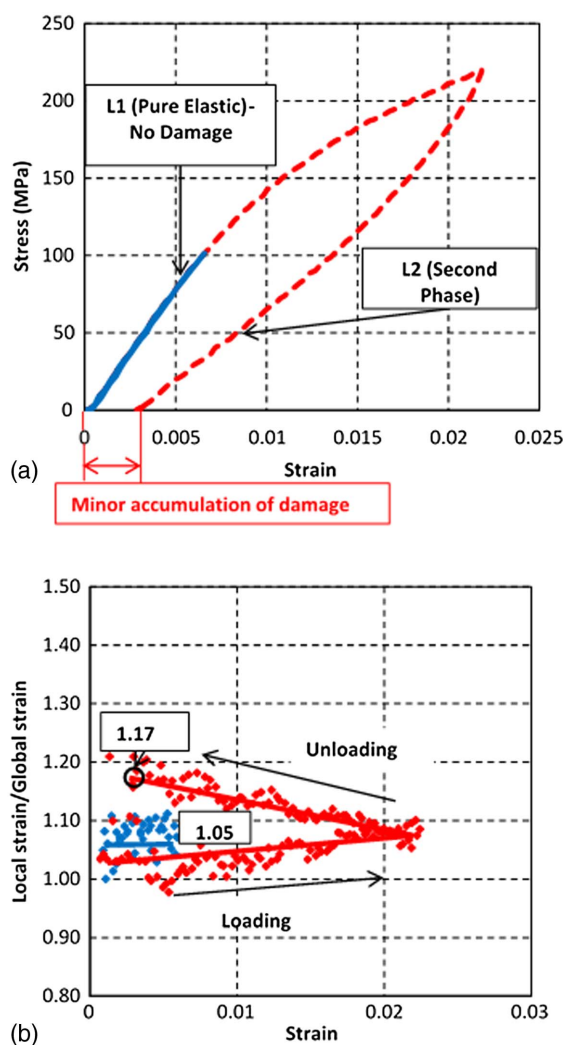 250
200
150
100
50
0
Stress (MPa)
L1 (Pure Elastic)-
No Damage
L2 (Second
Phase)
0 0.005 0.01 0.015 0.02 0.025
Strain
(a)
Minor accumulation of damage
1.50
1.40
1.30
1.20
1.10
1.00
0.90
0.80
Local strain/Global strain
1.17
Unloading
1.05
Loading
0 0.01 0.02 0.03
Strain
(b)